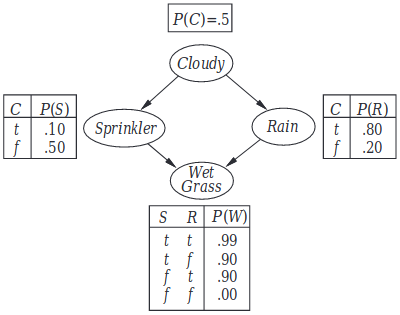 P(C)=.5
Cloudy
C P(S)
t .10
f .50
Sprinkler
Rain
C P(R)
t .80
f .20
Wet
Grass
S R P(W)
t t .99
t f .90
f t .90
f f .00